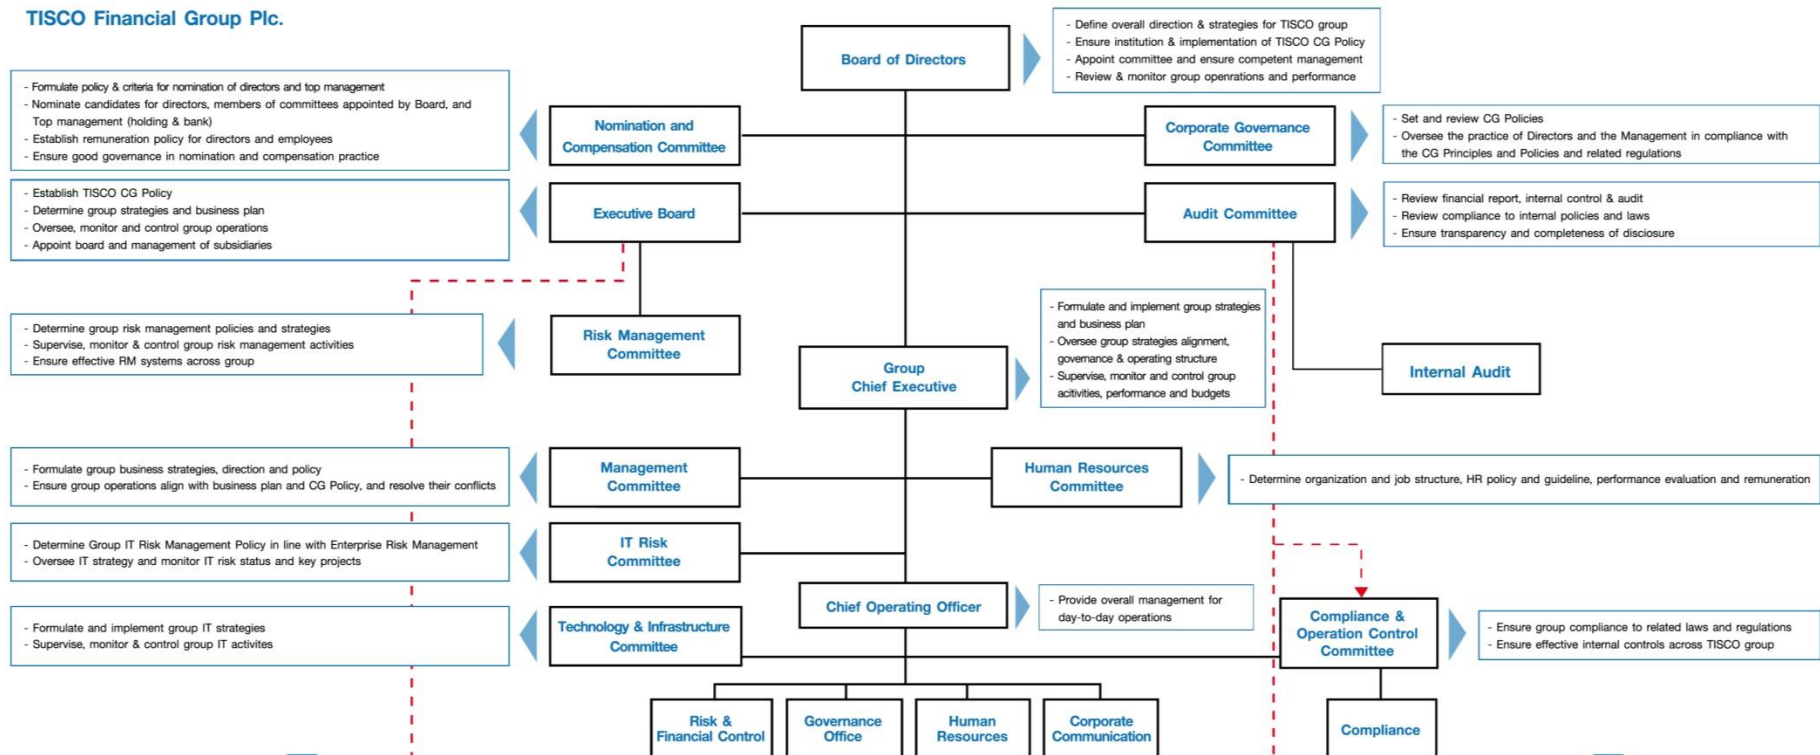 TISCO Financial Group Plc.
Board of Directors
- Define overall direction & strategies for TISCO group
- Ensure institution & implementation of TISCO CG Policy
- Appoint committee and ensure competent management
- Review & monitor group openrations and performance
- Formulate policy & criteria for nomination of directors and top management
- Nominate candidates for directors, members of committees appointed by Board, and
Top management (holding & bank)
- Establish remuneration policy for directors and employees
- Ensure good governance in nomination and compensation practice
Nomination and
Compensation Committee
Corporate Governance
Committee
- Set and review CG Policies
- Oversee the practice of Directors and the Management in compliance with
the CG Principles and Policies and related regulations
- Establish TISCO CG Policy
- Determine group strategies and business plan
- Oversee, monitor and control group operations
- Appoint board and management of subsidiaries
Executive Board
Audit Committee
- Review financial report, internal control & audit
- Review compliance to internal policies and laws
- Ensure transparency and completeness of disclosure
- Determine group risk management policies and strategies
- Supervise, monitor & control group risk management activities
- Ensure effective RM systems across group
Risk Management
Committee
Group
Chief Executive
- Formulate and implement group strategies
and business plan
- Oversee group strategies alignment,
governance & operating structure
- Supervise, monitor and control group
acitivities, performance and budgets
Internal Audit
- Formulate group business strategies, direction and policy
- Ensure group operations align with business plan and CG Policy, and resolve their conflicts
Management
Committee
Human Resources
Committee
- Determine organization and job structure, HR policy and guideline, performance evaluation and remuneration
- Determine Group IT Risk Management Policy in line with Enterprise Risk Management
- Oversee IT strategy and monitor IT risk status and key projects
IT Risk
Committee
Chief Operating Officer
- Provide overall management for
day-to-day operations
- Formulate and implement group IT strategies
- Supervise, monitor & control group IT activites
Technology & Infrastructure
Committee
Compliance &
Operation Control
Committee
- Ensure group compliance to related laws and regulations
- Ensure effective internal controls across TISCO group
Risk &
Financial Control
Governance
Office
Human
Resources
Corporate
Communication
Compliance